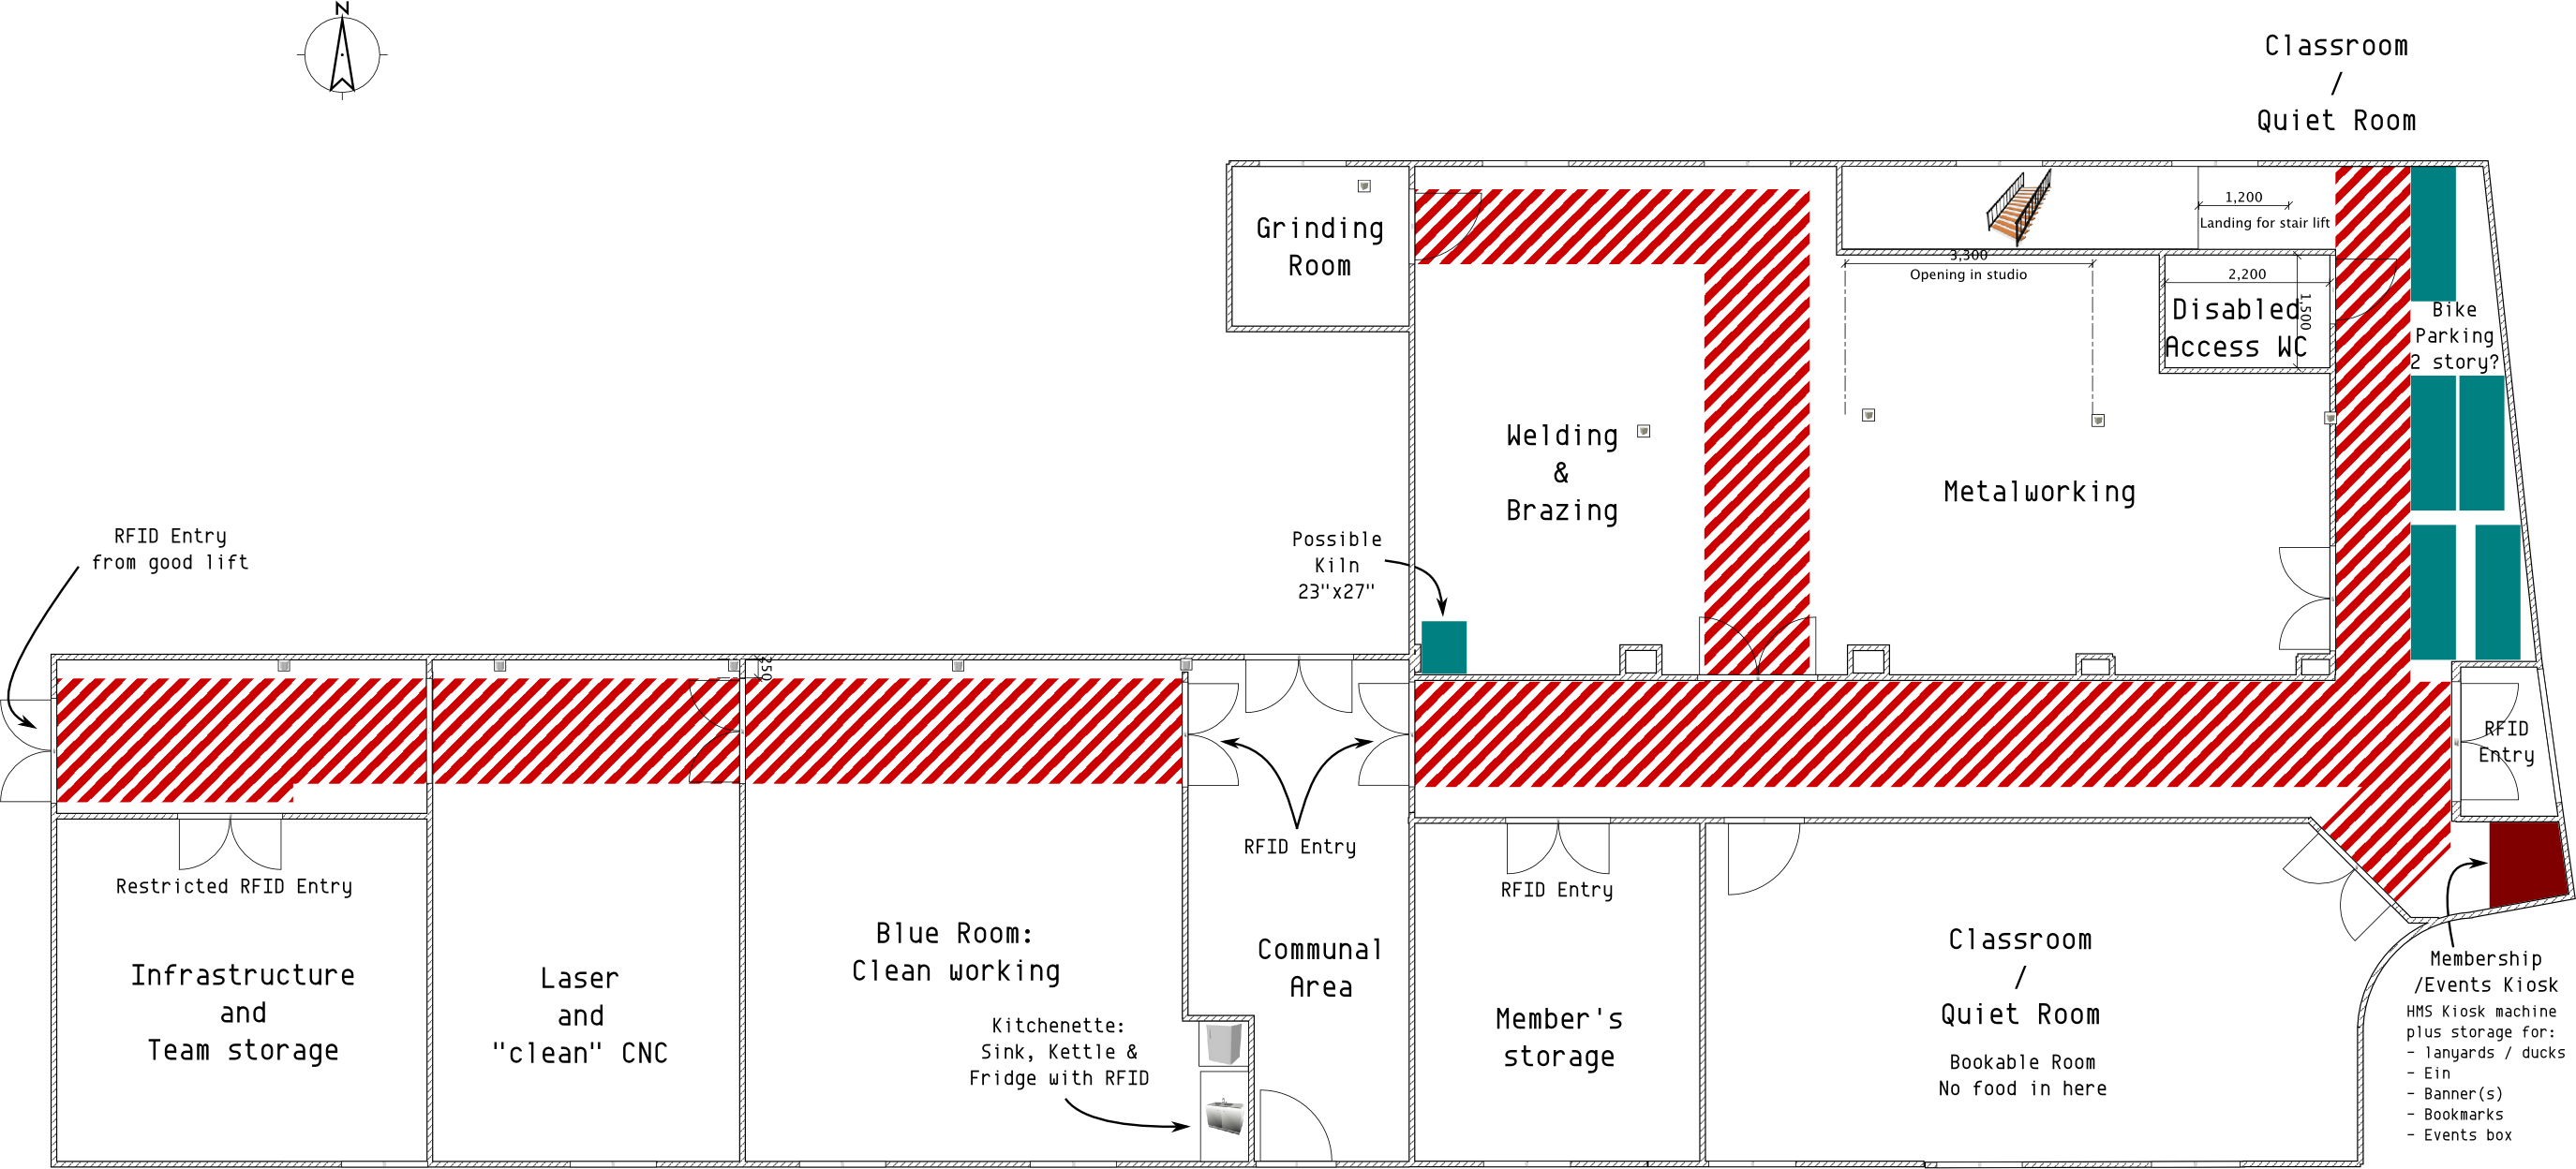 N
Classroom
/
Quiet Room
1,200
Landing for stair lift
Grinding
Room
3,300
Opening in studio
2,200
1,500
Disabled
Access WC
Bike
Parking
2 story?
Welding
&
Brazing
Metalworking
RFID Entry
from good lift
Possible
Kiln
23"x27"
250
RFID
Entry
RFID Entry
Restricted RFID Entry
RFID Entry
Infrastructure
and
Team storage
Laser
and
"clean" CNC
Blue Room:
Clean working
Communal
Area
Kitchenette:
Sink, Kettle &
Fridge with RFID
Member's
storage
Classroom
/
Quiet Room
Bookable Room
No food in here
Membership
/Events Kiosk
HMS Kiosk machine
plus storage for:
- lanyards / ducks
- Ein
- Banner(s)
- Bookmarks
- Events box